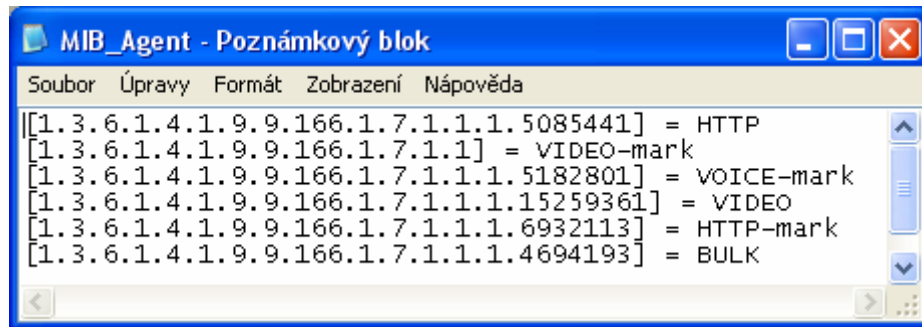 MIB_Agent - Poznámkový blok
Soubor Úpravy Formát Zobrazení Nápověda
[1.3.6.1.4.1.9.9.166.1.7.1.1.1.5085441] = HTTP
[1.3.6.1.4.1.9.9.166.1.7.1.1] = VIDEO-mark
[1.3.6.1.4.1.9.9.166.1.7.1.1.1.5182801] = VOICE-mark
[1.3.6.1.4.1.9.9.166.1.7.1.1.1.15259361] = VIDEO
[1.3.6.1.4.1.9.9.166.1.7.1.1.1.6932113] = HTTP-mark
[1.3.6.1.4.1.9.9.166.1.7.1.1.1.4694193] = BULK